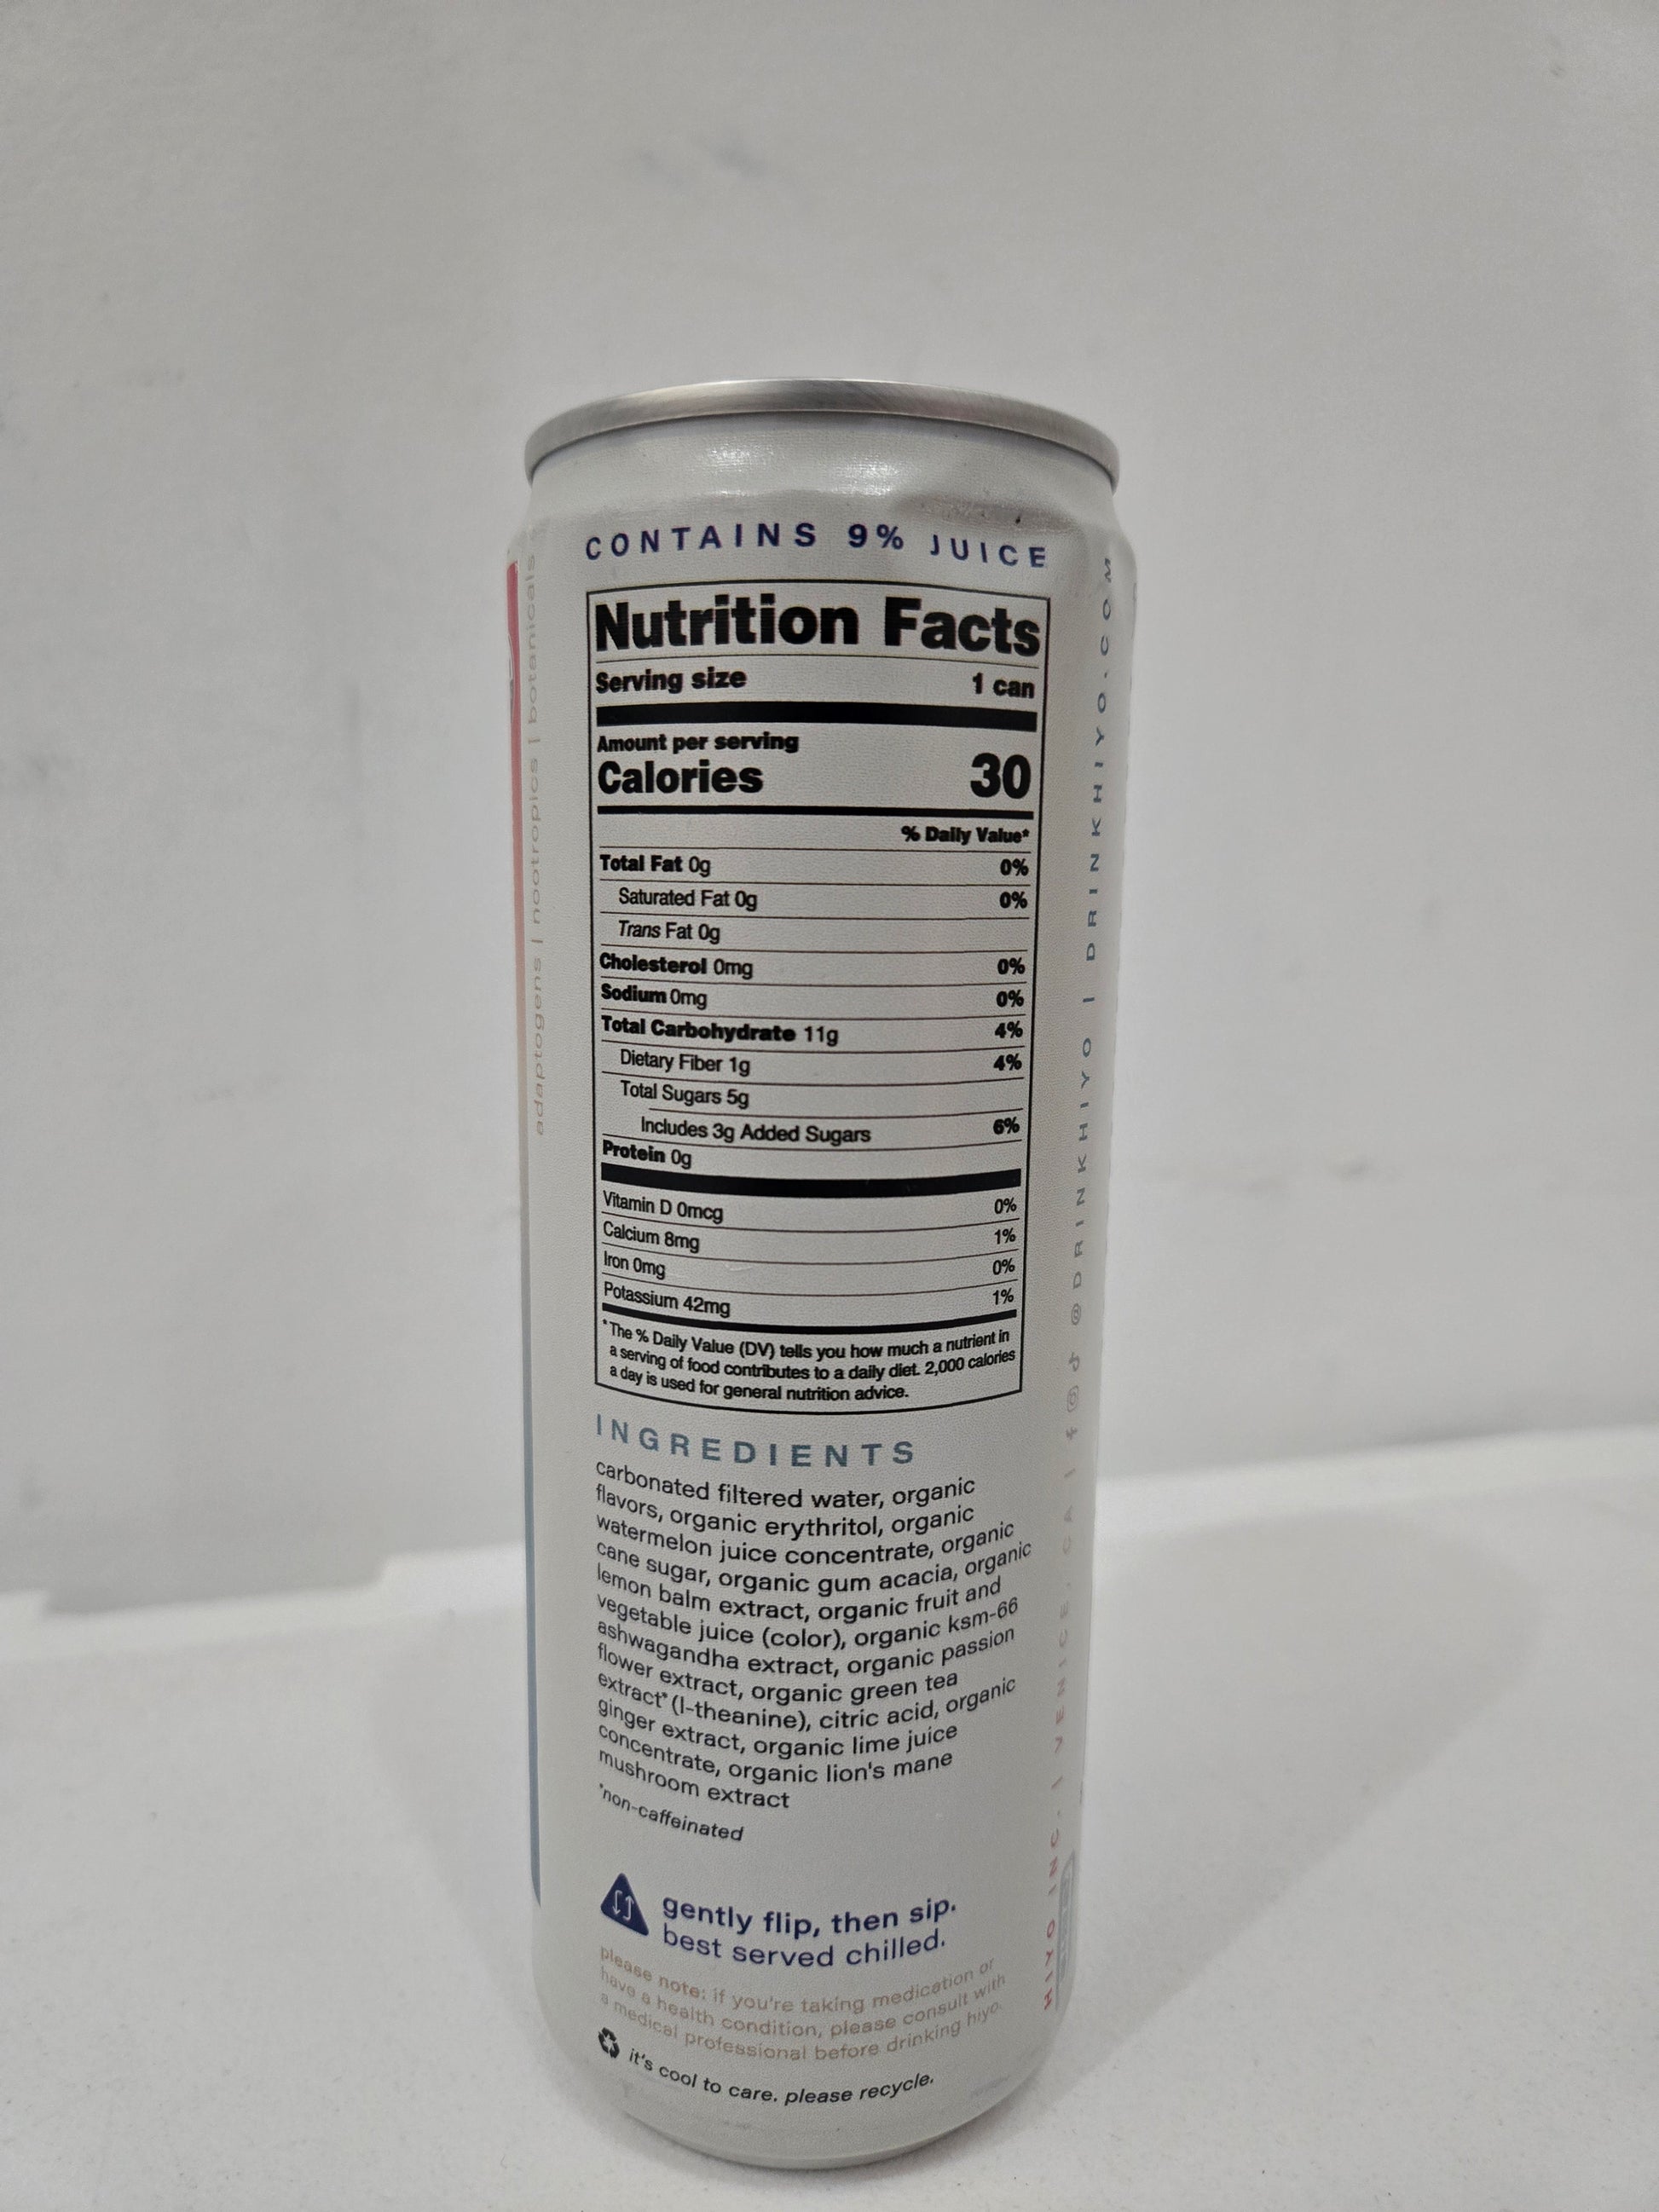 CONTAINS 9% JUICE
Nutrition Facts
Serving size 1 can
Amount per serving
Calories 30
% Daily Value*
Total Fat 0g 0%
Saturated Fat 0g 0%
Trans Fat 0g
Cholesterol 0mg 0%
Sodium 0mg 0%
Total Carbohydrate 11g 4%
Dietary Fiber 1g 4%
Total Sugars 5g
Includes 3g Added Sugars 6%
Protein 0g
Vitamin D 0mcg 0%
Calcium 8mg 1%
Iron 0mg 0%
Potassium 42mg 1%
*The % Daily Value (DV) tells you how much a nutrient in
a serving of food contributes to a daily diet. 2,000 calories
a day is used for general nutrition advice.
INGREDIENTS
carbonated filtered water, organic
flavors, organic erythritol, organic
watermelon juice concentrate, organic
cane sugar, organic gum acacia, organic
lemon balm extract, organic fruit and
vegetable juice (color), organic ksm-66
ashwagandha extract, organic passion
flower extract, organic green tea
extract* (l-theanine), citric acid, organic
ginger extract, organic lime juice
concentrate, organic lion's mane
mushroom extract
*non-caffeinated
gently flip, then sip.
best served chilled.
please note: if you're taking medication or
have a health condition, please consult with
a medical professional before drinking hiyo.
it's cool to care. please recycle.
adaptogens | nootropics | botanicals
HIYO INC. | VENICE, CA | @DRINKHIYO | DRINKHIYO.COM